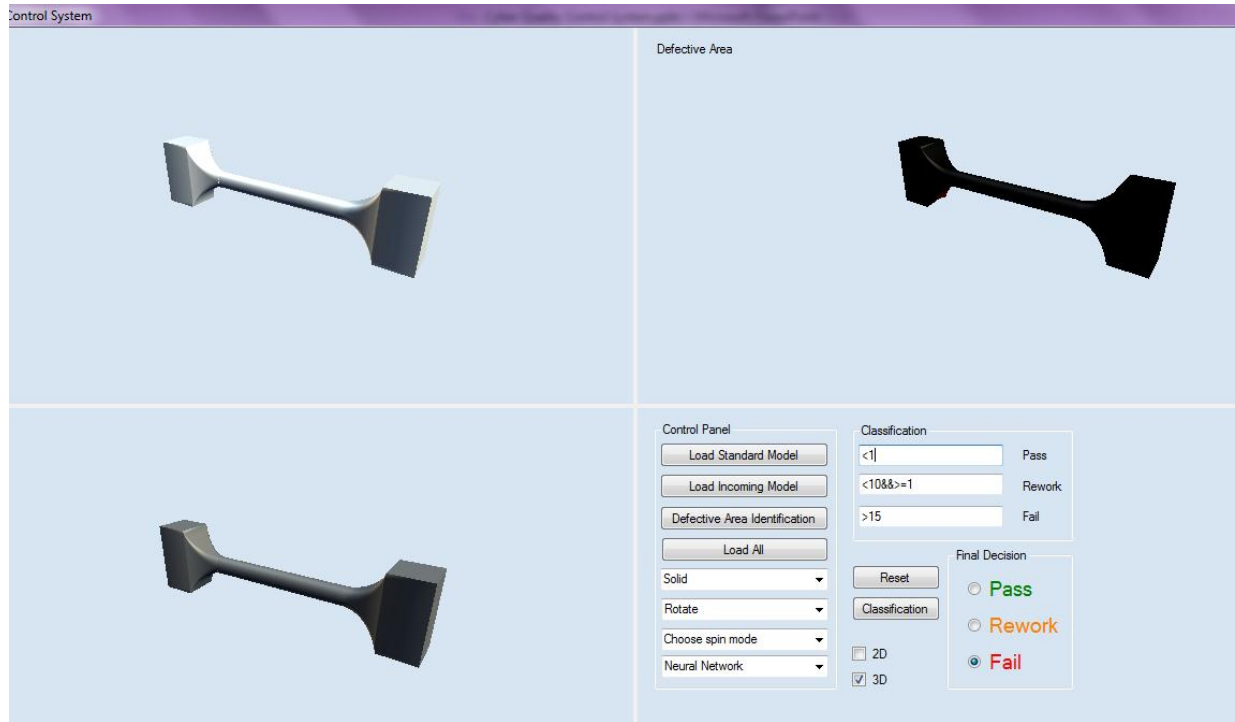 Control System
Defective Area
Control Panel
Load Standard Model
Load Incoming Model
Defective Area Identification
Load All
Solid
Rotate
Choose spin mode
Neural Network
Classification
<1 Pass
<10&&>=1 Rework
>15 Fail
Reset
Classification
2D
3D
Final Decision
Pass
Rework
Fail